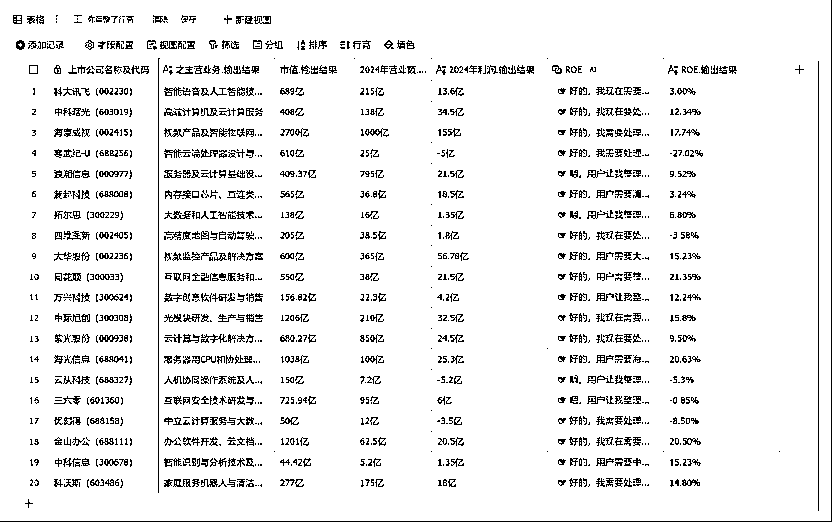 表格 你调整了行高 清除 保存 + 新建视图
添加记录 字段配置 视图配置 筛选 分组 排序 行高 填色
上市公司名称及代码 之主营业务.输出结果 市值.输出结果 2024年营业额... 2024年利润.输出结果 ROE AI ROE.输出结果 +
1 科大讯飞 (002230) 智能语音及人工智能技... 689亿 215亿 13.6亿 好的，我现在需要... 3.00%
2 中科曙光 (603019) 高端计算机及云计算服务 408亿 138亿 34.5亿 好的，我现在要处... 12.34%
3 海康威视 (002415) 视频产品及智能物联网... 2700亿 1000亿 155亿 好的，我需要处理... 17.74%
4 寒武纪-U (688256) 智能云端处理器设计与... 610亿 25亿 -5亿 好的，我需要处理... -27.02%
5 浪潮信息 (000977) 服务器及云计算基础设... 409.37亿 795亿 21.5亿 嗯，用户让我整理... 9.52%
6 澜起科技 (688008) 内存接口芯片、互连类... 565亿 36.8亿 18.5亿 好的，用户需要澜... 3.24%
7 拓尔思 (300229) 大数据和人工智能技术... 138亿 16亿 1.35亿 嗯，用户让我整理... 6.80%
8 四维图新 (002405) 高精度地图与自动驾驶... 205亿 38.5亿 1.8亿 好的，我现在要处... -3.58%
9 大华股份 (002236) 视频监控产品及解决方案 600亿 365亿 56.78亿 好的，用户需要大... 15.23%
10 同花顺 (300033) 互联网金融信息服务和... 550亿 38亿 21.5亿 好的，用户需要... 21.35%
11 万兴科技 (300624) 数字创意软件研发与销售 156.82亿 22.3亿 4.2亿 好的，用户让我整... 12.24%
12 中际旭创 (300308) 光模块研发、生产与销售 1206亿 210亿 32.5亿 好的，我现在需要... 15.8%
13 紫光股份 (000938) 云计算与数字化解决方... 680.27亿 850亿 24.5亿 好的，我现在要处... 9.50%
14 海光信息 (688041) 服务器用CPU和协处理... 1038亿 100亿 25.3亿 好的，用户需要海... 20.63%
15 云从科技 (688327) 人机协同操作系统及人... 150亿 7.2亿 -5.2亿 嗯，用户让我整理... -5.3%
16 三六零 (601360) 互联网安全技术研发与... 725.94亿 95亿 6亿 嗯，用户让我整理... -0.85%
17 优刻得 (688158) 中立云计算服务与大数... 50亿 12亿 -3.5亿 好的，我需要处理... -8.50%
18 金山办公 (688111) 办公软件开发、云文档... 1201亿 62.5亿 20.5亿 好的，我现在需要... 20.50%
19 中科信息 (300678) 智能识别与分析技术及... 44.42亿 5.2亿 1.35亿 好的，用户需要中... 15.23%
20 科沃斯 (603486) 家庭服务机器人与清洁... 277亿 175亿 18亿 好的，我需要处理... 14.80%
+